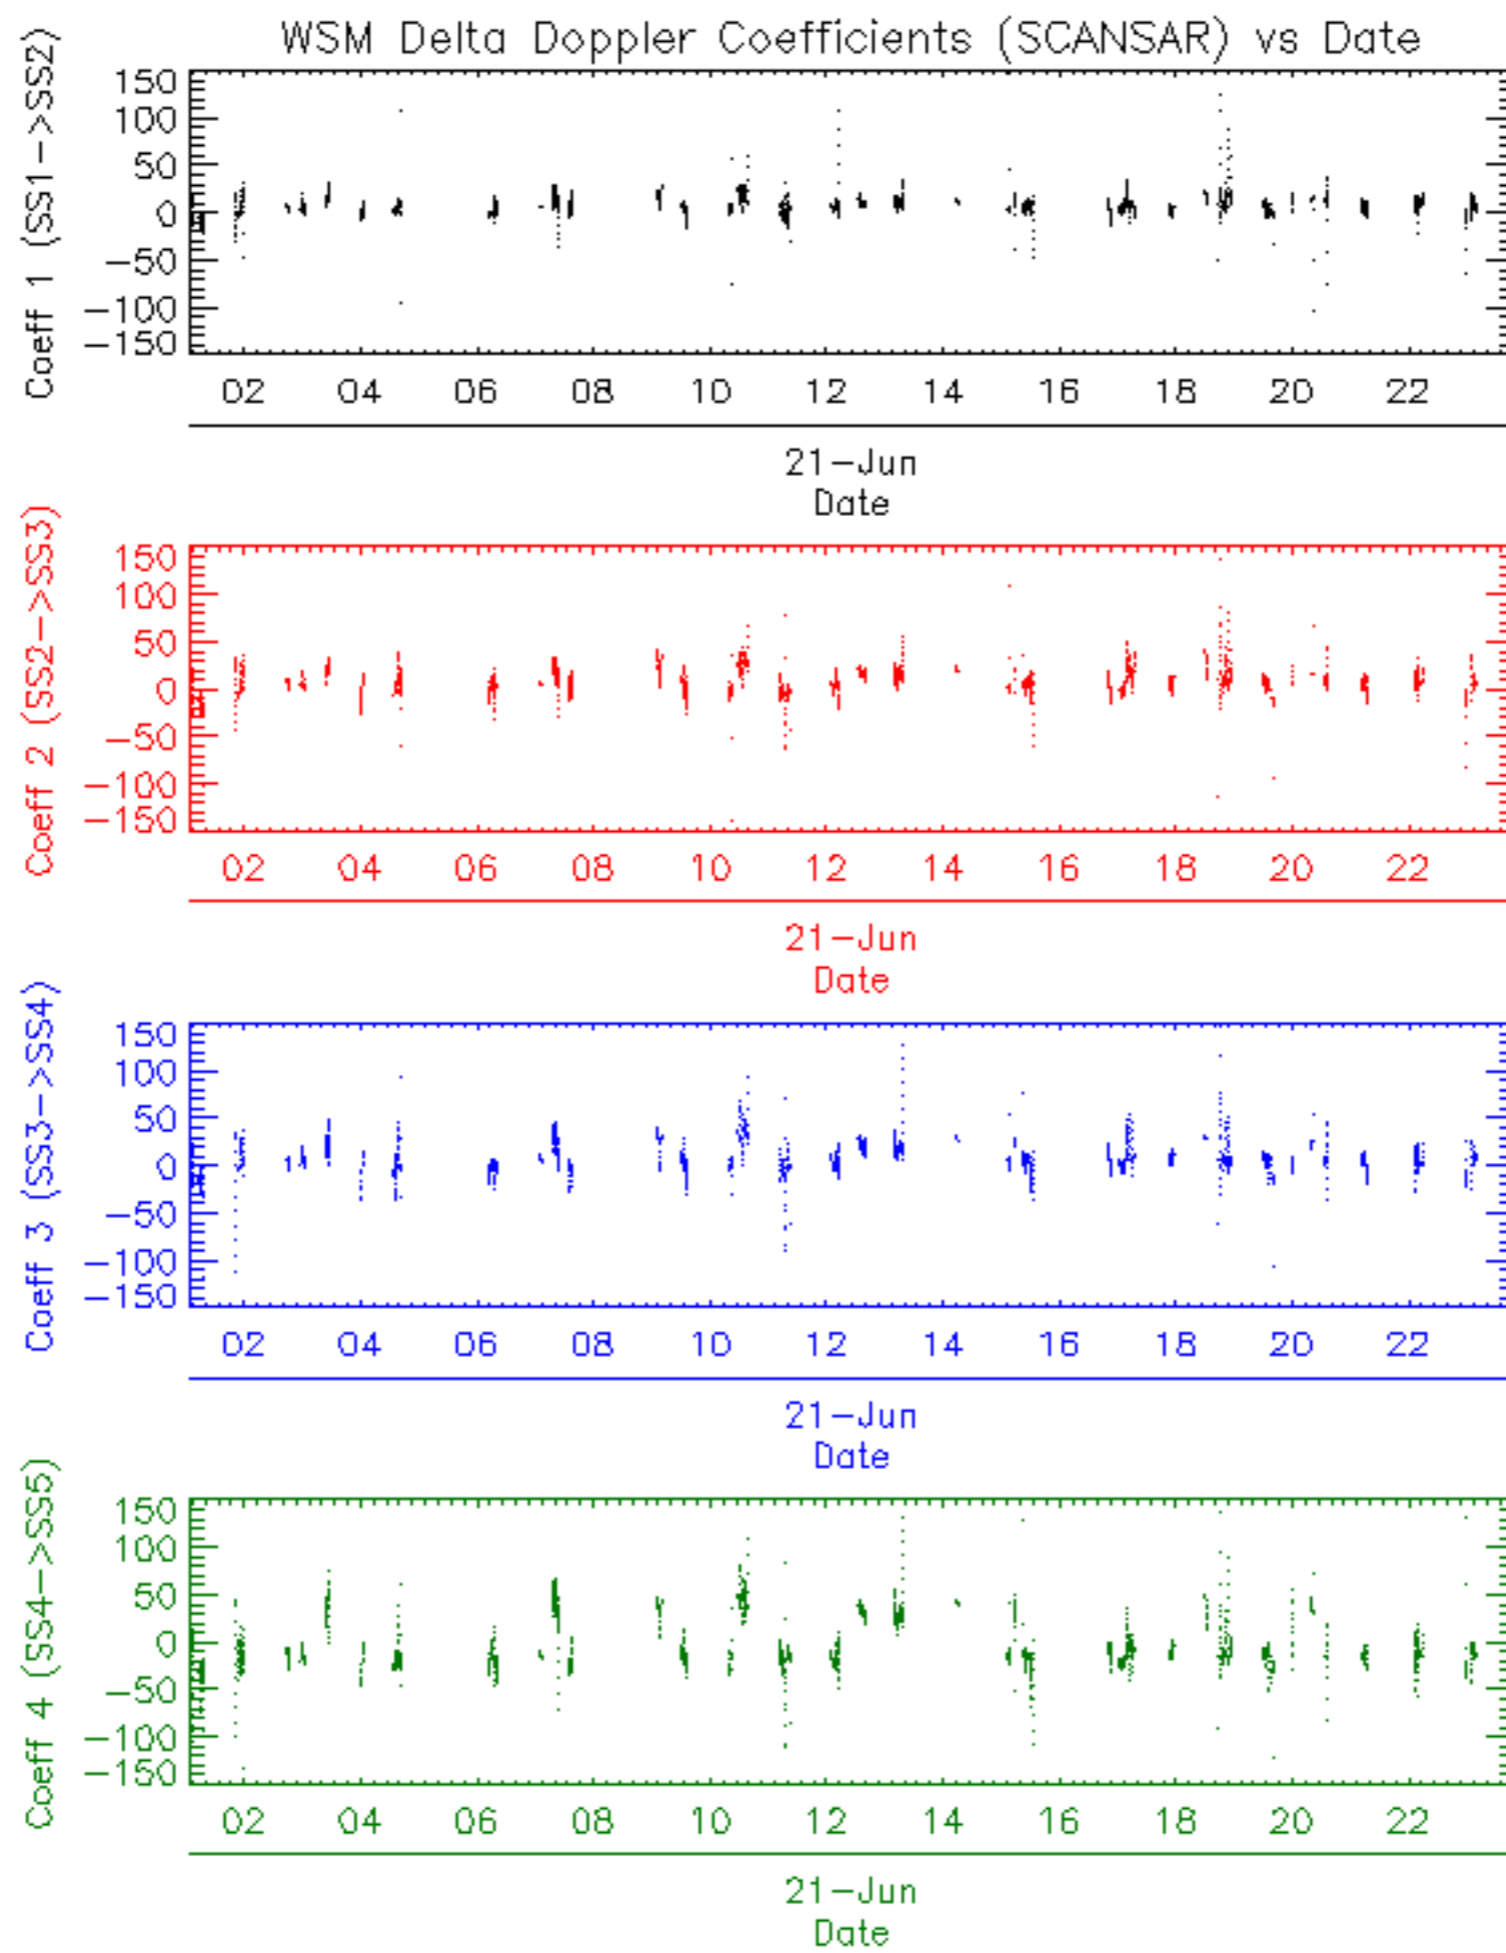 WSM Delta Doppler Coefficients (SCANSAR) vs Date
Coeff 1 (SS1->SS2)
150
100
50
0
-50
-100
-150
02 04 06 08 10 12 14 16 18 20 22
21-Jun
Date
Coeff 2 (SS2->SS3)
150
100
50
0
-50
-100
-150
02 04 06 08 10 12 14 16 18 20 22
21-Jun
Date
Coeff 3 (SS3->SS4)
150
100
50
0
-50
-100
-150
02 04 06 08 10 12 14 16 18 20 22
21-Jun
Date
Coeff 4 (SS4->SS5)
150
100
50
0
-50
-100
-150
02 04 06 08 10 12 14 16 18 20 22
21-Jun
Date